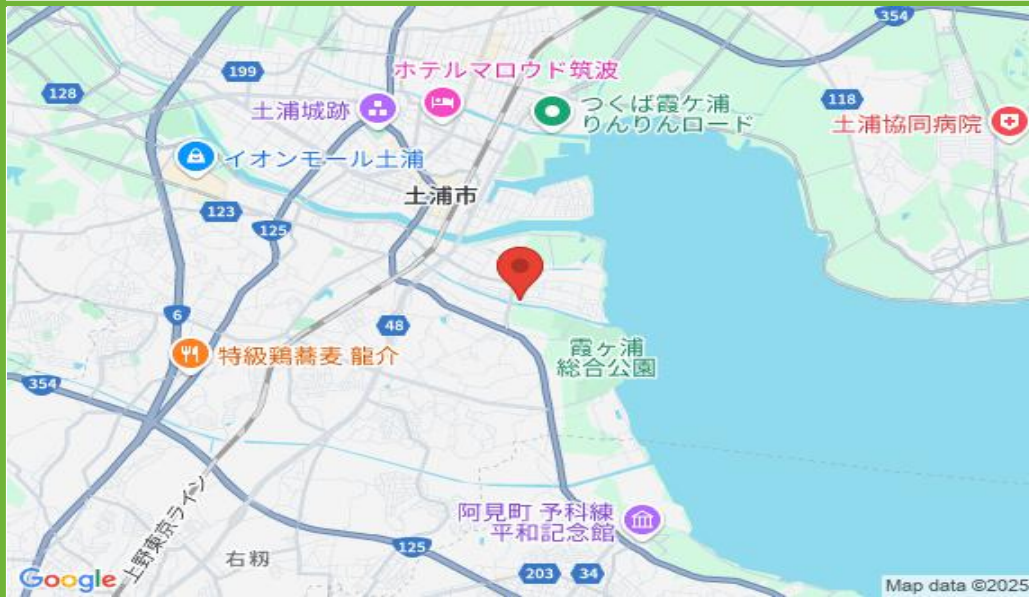 354
199
128
ホテルマロウド筑波
土浦城跡
つくば霞ケ浦
りんりんロード
118
土浦協同病院
イオンモール土浦
土浦市
123
125
6
48
特級鶏蕎麦 龍介
霞ヶ浦
総合公園
354
上野東京ライン
阿見町 予科練
平和記念館
125
右籾
203
34
Google
Map data ©2025